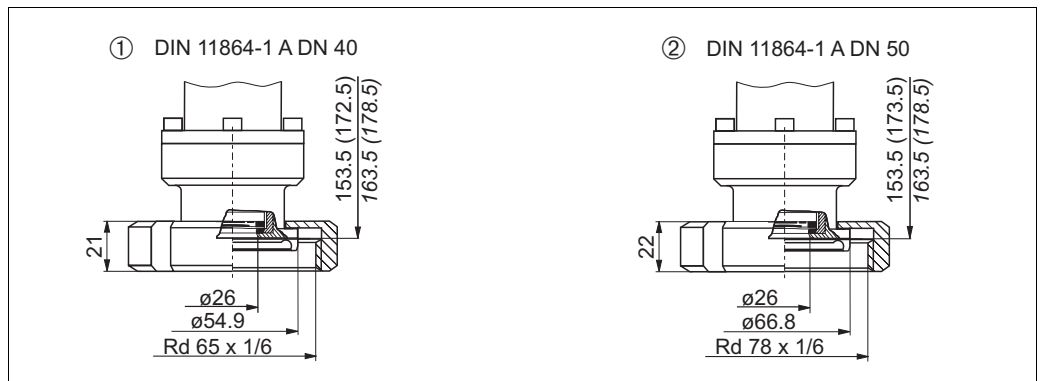 ① DIN 11864-1 A DN 40
153.5 (172.5)
163.5 (178.5)
21
ø26
ø54.9
Rd 65 x 1/6
② DIN 11864-1 A DN 50
153.5 (173.5)
163.5 (178.5)
22
ø26
ø66.8
Rd 78 x 1/6